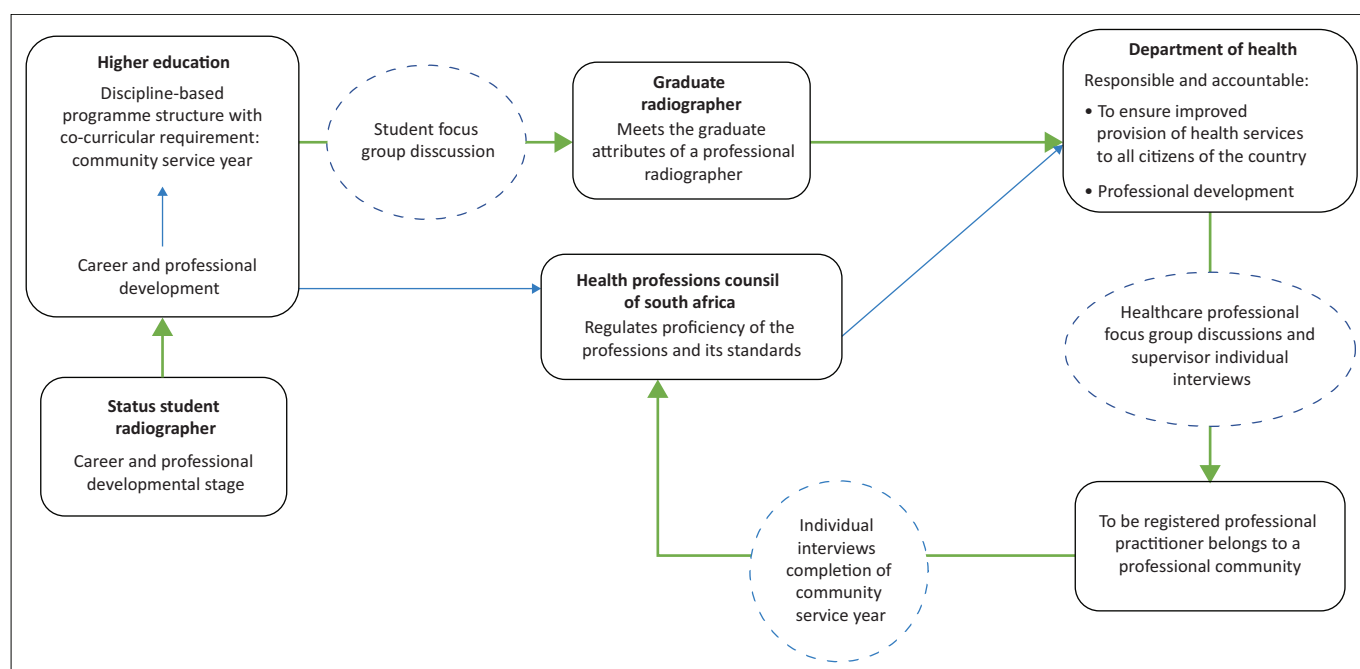 Higher education
Discipline-based
programme structure with
co-curricular requirement:
community service year
Career and professional
development
Status student
radiographer
Career and professional
developmental stage
Student focus
group disscussion
Graduate
radiographer
Meets the graduate
attributes of a professional
radiographer
Health professions counsil
of south africa
Regulates proficiency of the
professions and its standards
Department of health
Responsible and accountable:
• To ensure improved
provision of health services
to all citizens of the country
• Professional development
Healthcare professional
focus group discussions and
supervisor individual
interviews
To be registered professional
practitioner belongs to a
professional community
Individual
interviews
completion of
community
service year